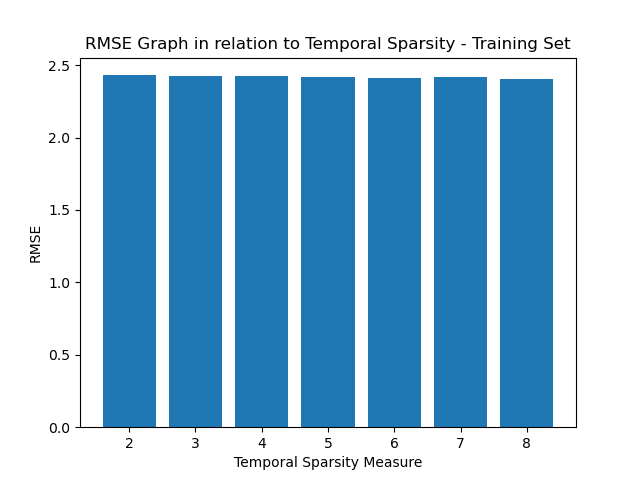 RMSE Graph in relation to Temporal Sparsity - Training Set
2.5
2.0
1.5
1.0
0.5
0.0
RMSE
2 3 4 5 6 7 8
Temporal Sparsity Measure